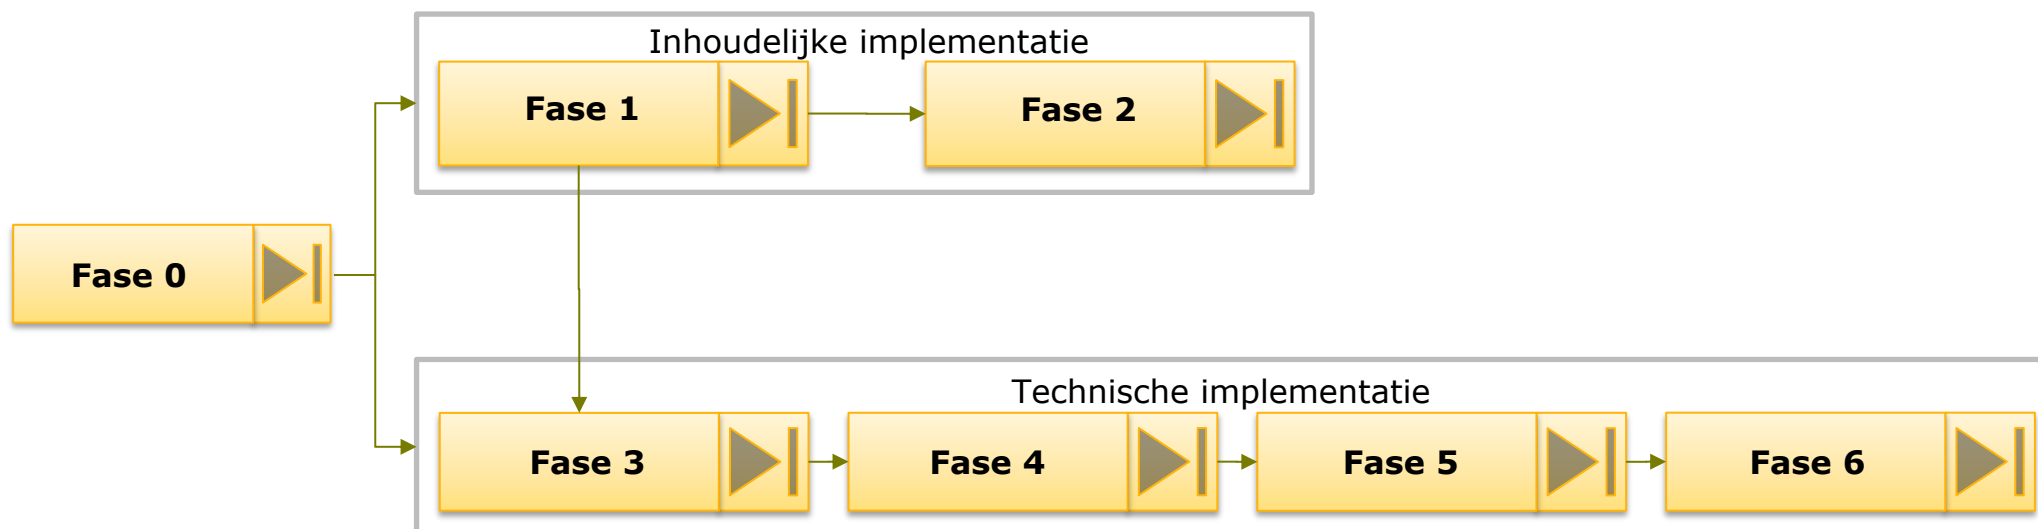 Inhoudelijke implementatie
Fase 1
Fase 2
Fase 0
Technische implementatie
Fase 3
Fase 4
Fase 5
Fase 6